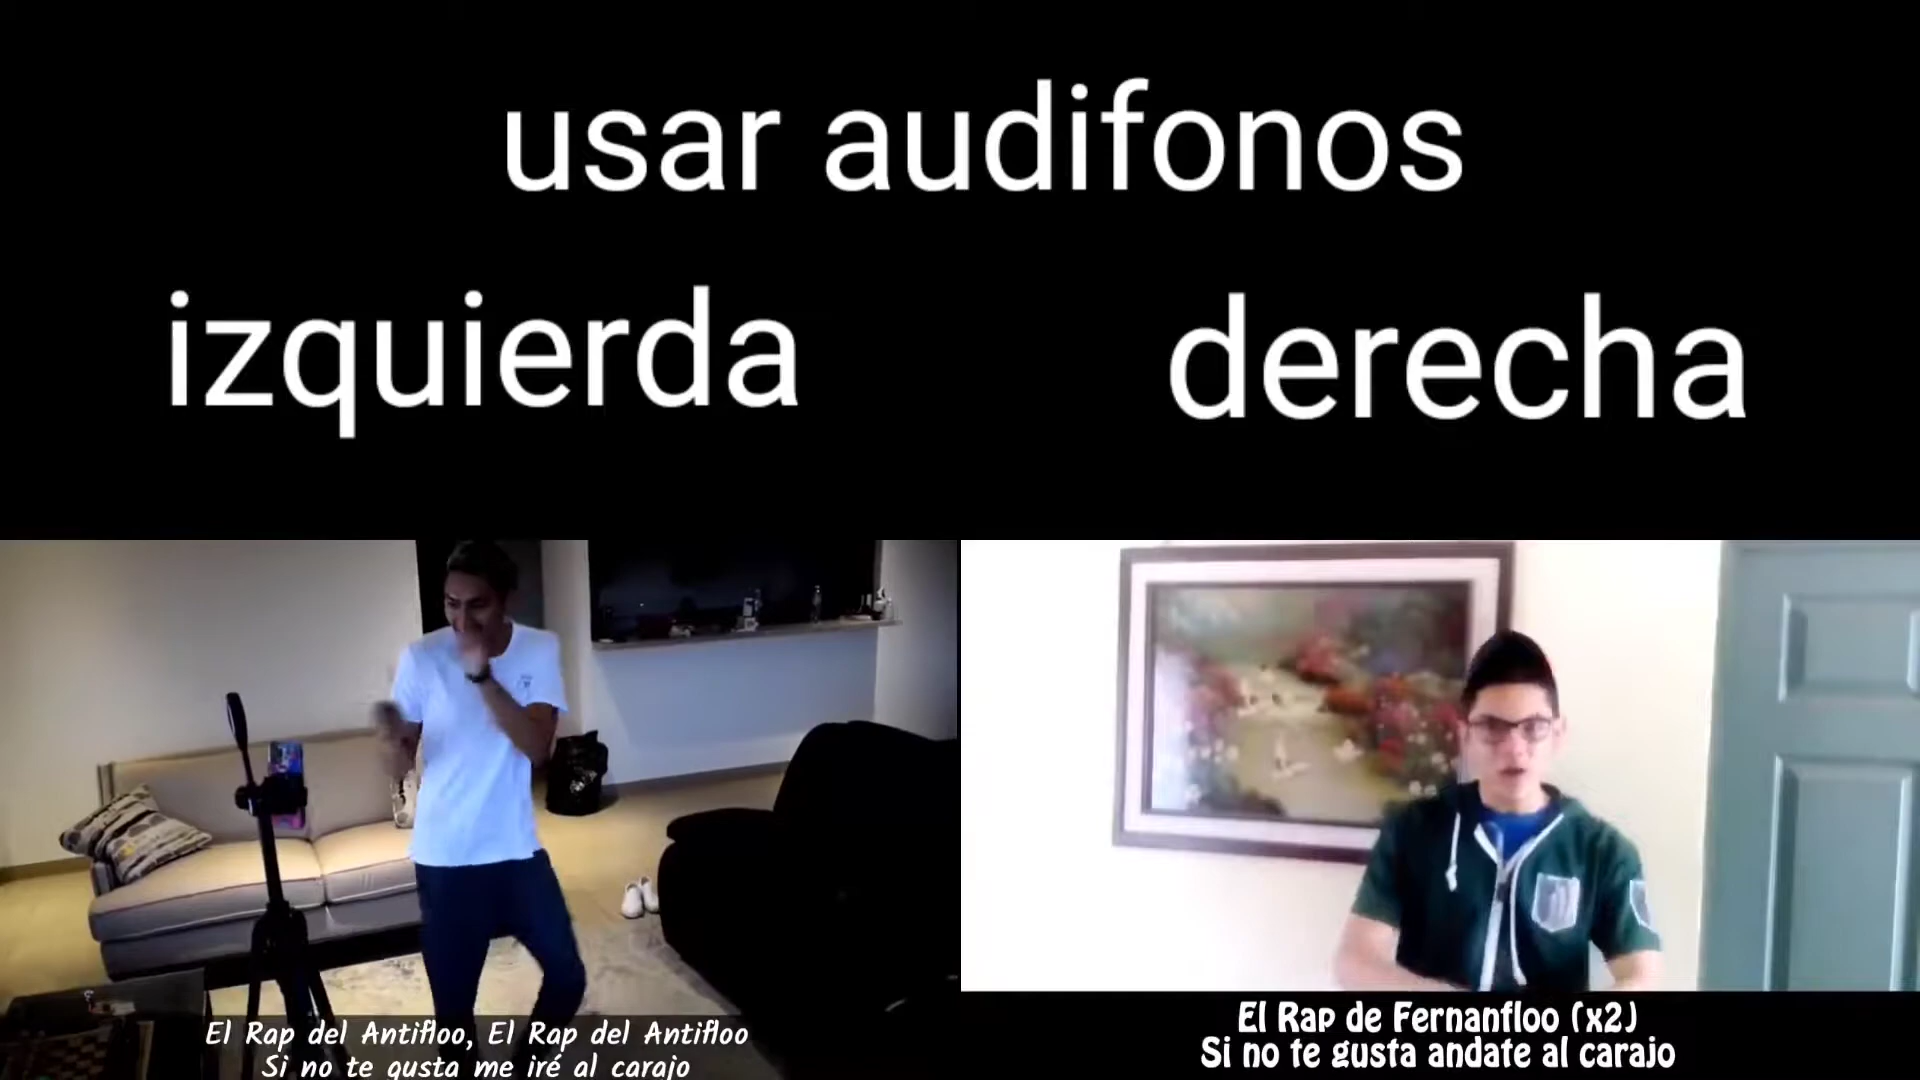 usar audifonos
izquierda
derecha
El Rap del Antifloo, El Rap del Antifloo
Si no te gusta me iré al carajo
El Rap de Fernanfloo (x2)
Si no te gusta andate al carajo